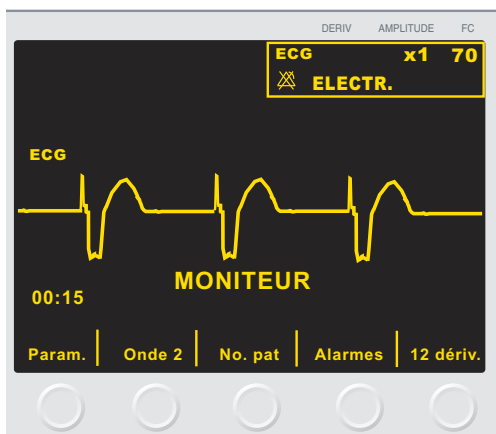 DERIV AMPLITUDE FC
ECG x1 70
ELECTR.
ECG
MONITEUR
00:15
Param. Onde 2 No. pat Alarmes 12 dériv.